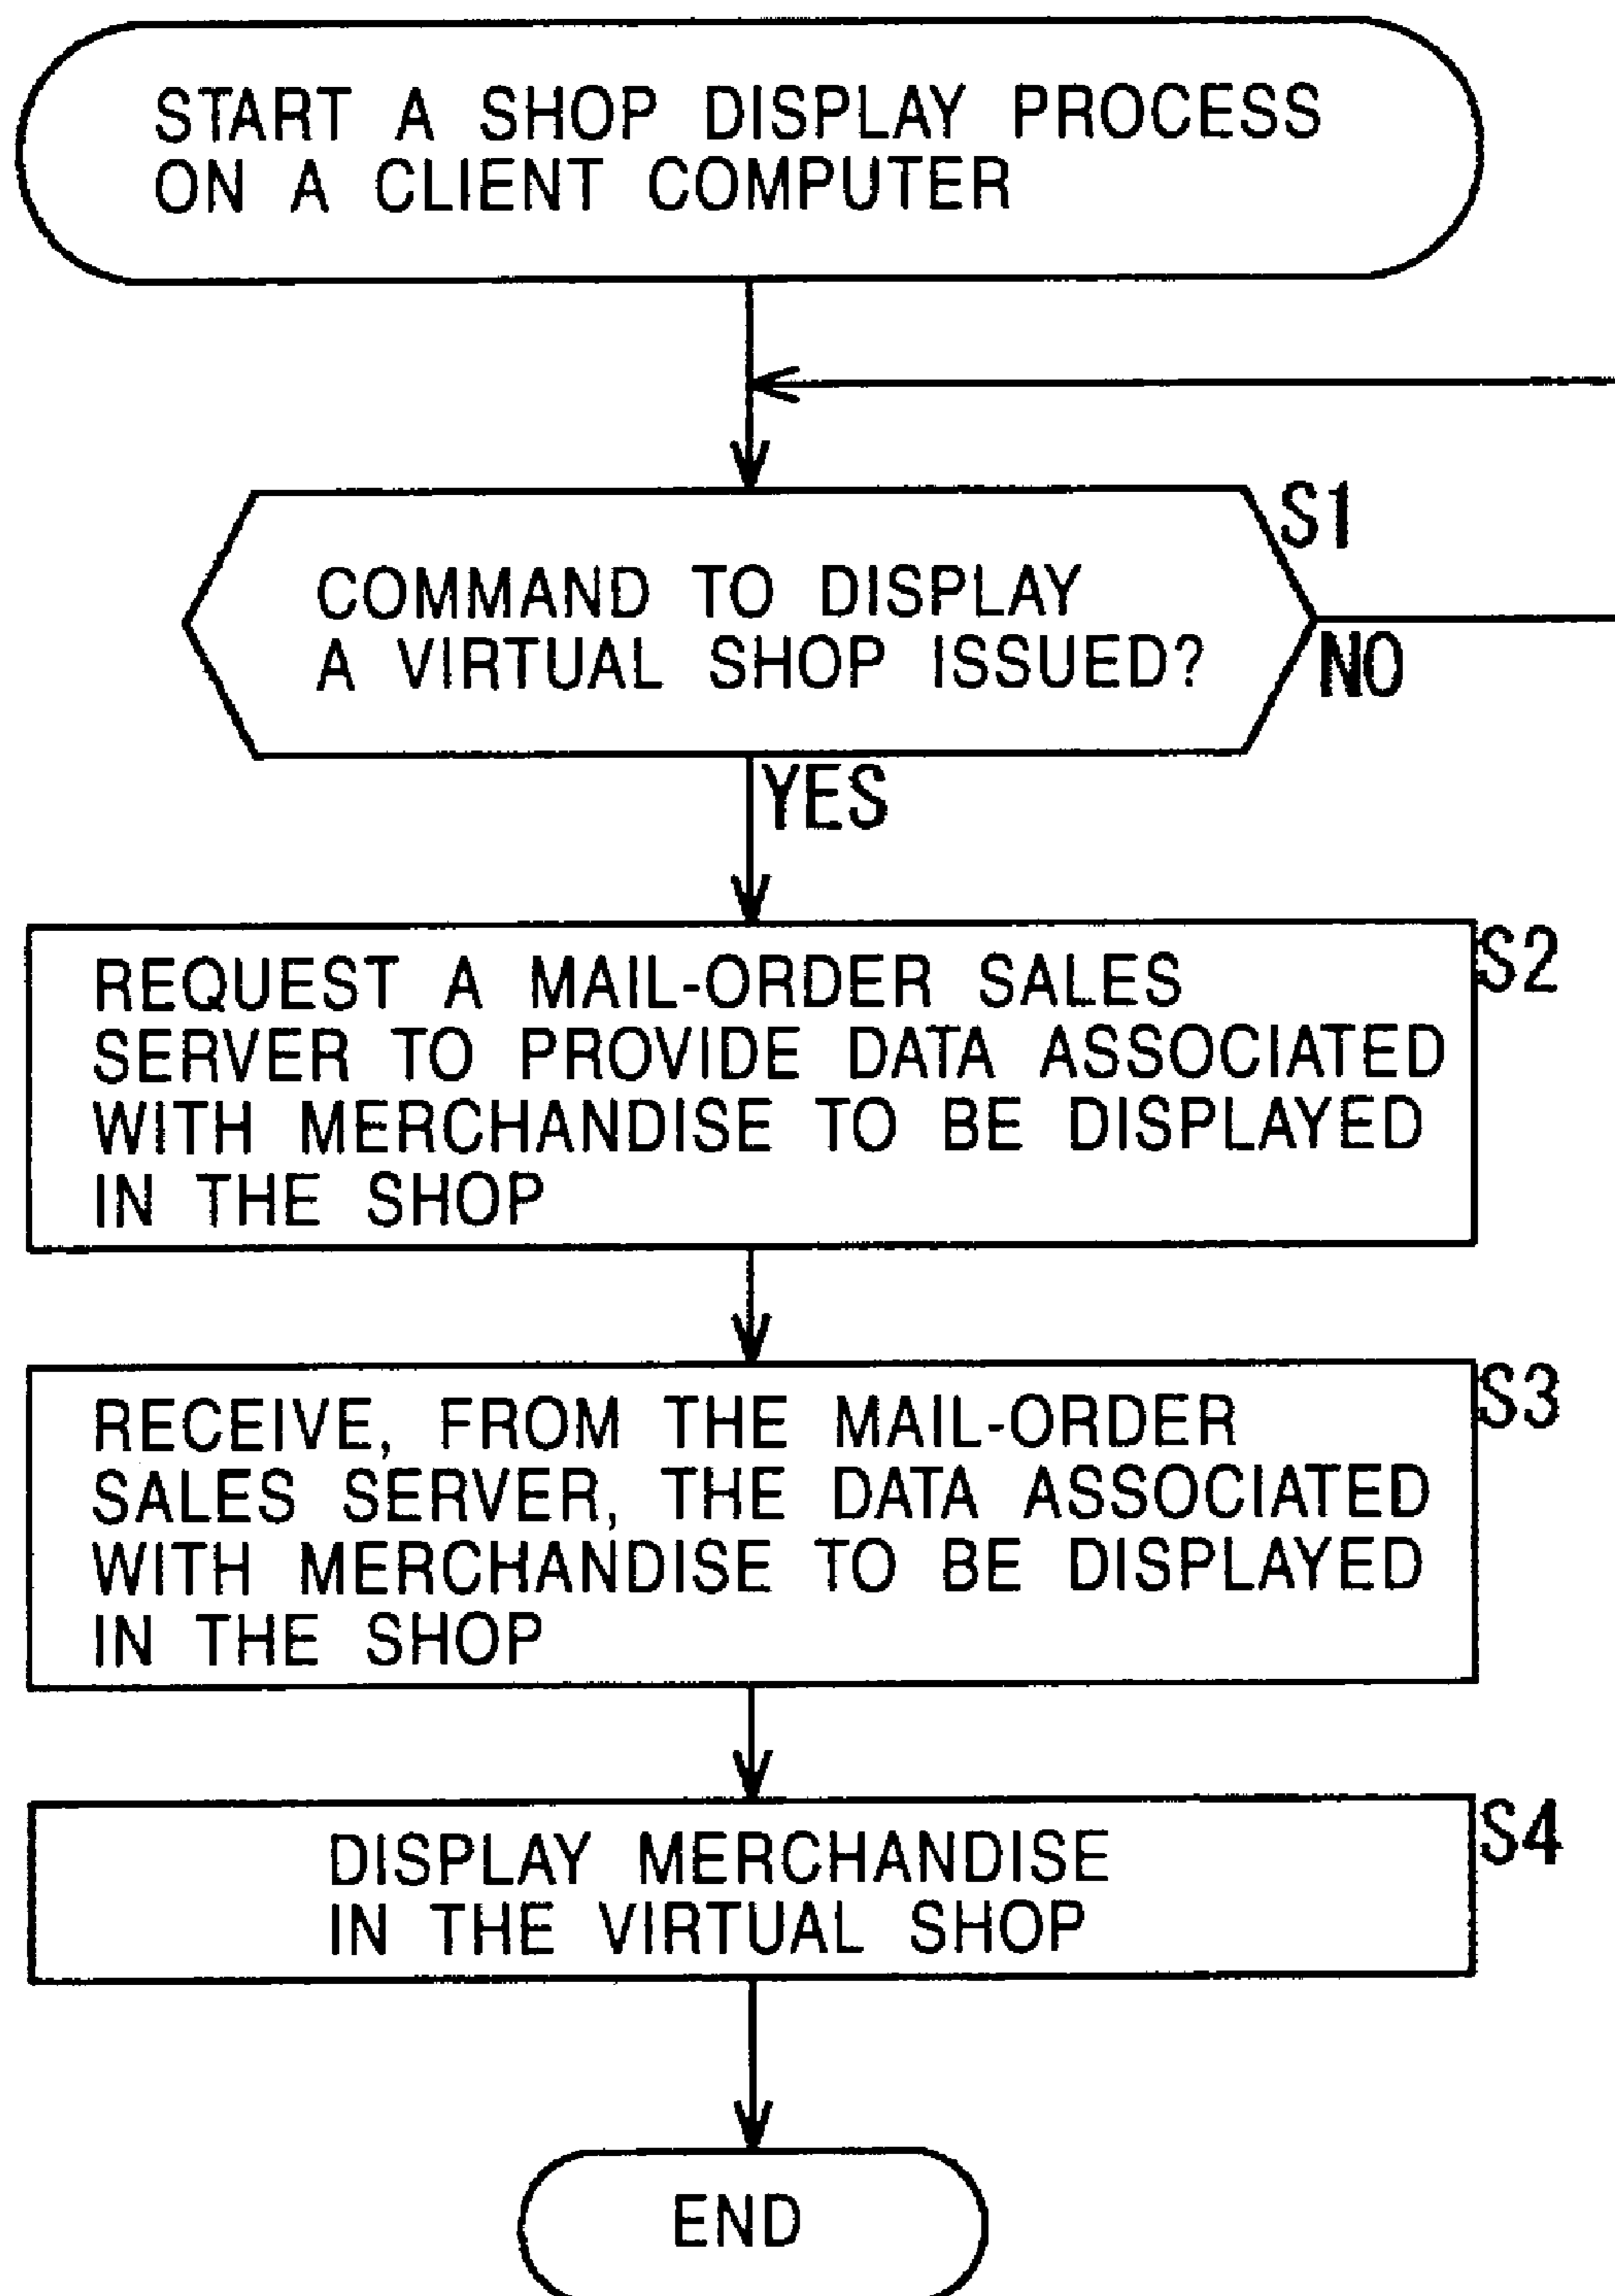 START A SHOP DISPLAY PROCESS
ON A CLIENT COMPUTER
S1
COMMAND TO DISPLAY
A VIRTUAL SHOP ISSUED?
NO
YES
S2
REQUEST A MAIL-ORDER SALES
SERVER TO PROVIDE DATA ASSOCIATED
WITH MERCHANDISE TO BE DISPLAYED
IN THE SHOP
S3
RECEIVE, FROM THE MAIL-ORDER
SALES SERVER, THE DATA ASSOCIATED
WITH MERCHANDISE TO BE DISPLAYED
IN THE SHOP
S4
DISPLAY MERCHANDISE
IN THE VIRTUAL SHOP
END